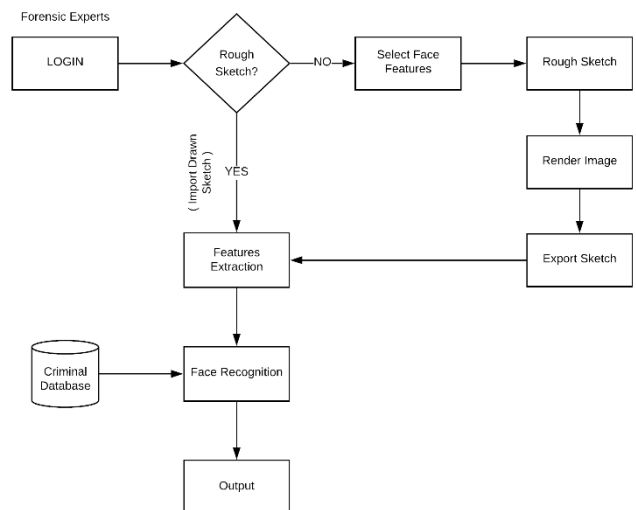 Forensic Experts
LOGIN
Rough
Sketch?
NO
Select Face
Features
Rough Sketch
Render Image
Export Sketch
( Import Drawn
Sketch )
YES
Features
Extraction
Criminal
Database
Face Recognition
Output